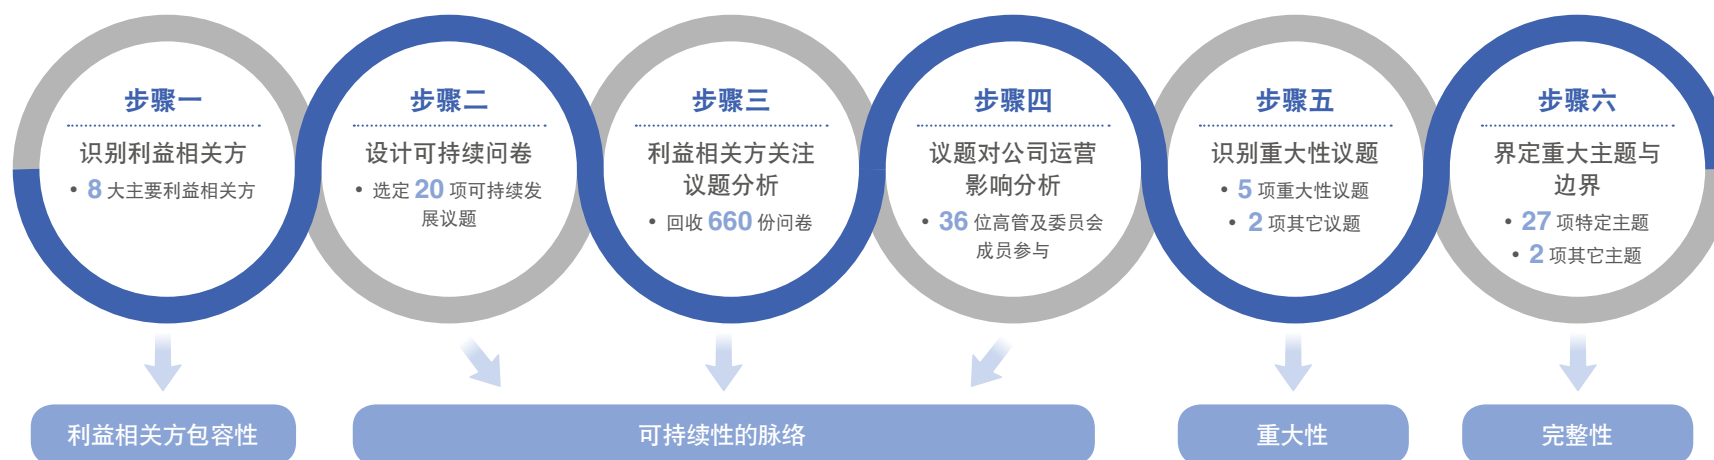 步骤一
识别利益相关方
• 8 大主要利益相关方
步骤二
设计可持续问卷
• 选定 20 项可持续发
展议题
步骤三
利益相关方关注
议题分析
• 回收 660 份问卷
步骤四
议题对公司运营
影响分析
• 36 位高管及委员会
成员参与
步骤五
识别重大性议题
• 5 项重大性议题
• 2 项其它议题
步骤六
界定重大主题与
边界
• 27 项特定主题
• 2 项其它主题
利益相关方包容性
可持续性的脉络
重大性
完整性